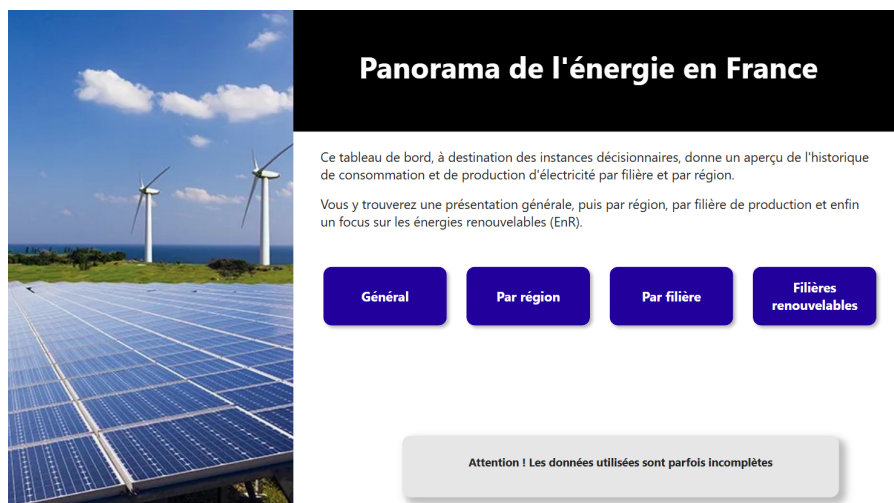 Panorama de l'énergie en France
Ce tableau de bord, à destination des instances décisionnaires, donne un aperçu de l'historique
de consommation et de production d'électricité par filière et par région.
Vous y trouverez une présentation générale, puis par région, par filière de production et enfin
un focus sur les énergies renouvelables (EnR).
Général
Par région
Par filière
Filières
renouvelables
Attention ! Les données utilisées sont parfois incomplètes